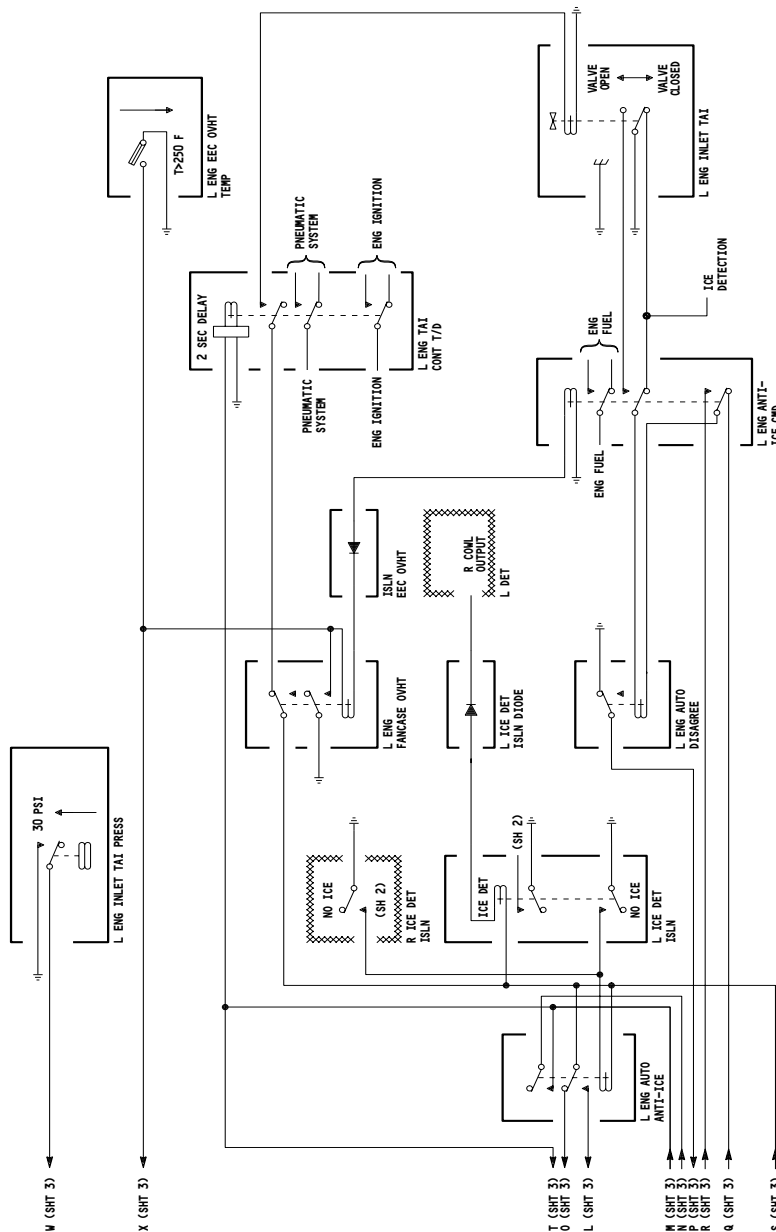 L ENG INLET TAI PRESS
30 PSI
L ENG EEC OVHT
TEMP
T>250 F
2 SEC DELAY
L ENG TAI
CONT T/D
PNEUMATIC
SYSTEM
PNEUMATIC
SYSTEM
ENG IGNITION
ENG IGNITION
L ENG INLET TAI
VALVE
OPEN
VALVE
CLOSED
ICE
DETECTION
ENG
FUEL
ENG FUEL
L ENG ANTI-
ICE CMD
ISLN
EEC OVHT
R COWL
OUTPUT
L DET
L ENG
FANCASE OVHT
L ICE DET
ISLN DIODE
L ENG AUTO
DISAGREE
NO ICE
(SH 2)
R ICE DET
ISLN
ICE DET
(SH 2)
NO ICE
L ICE DET
ISLN
L ENG AUTO
ANTI-ICE
W (SHT 3)
X (SHT 3)
T (SHT 3)
O (SHT 3)
L (SHT 3)
M (SHT 3)
N (SHT 3)
P (SHT 3)
R (SHT 3)
Q (SHT 3)
S (SHT 3)